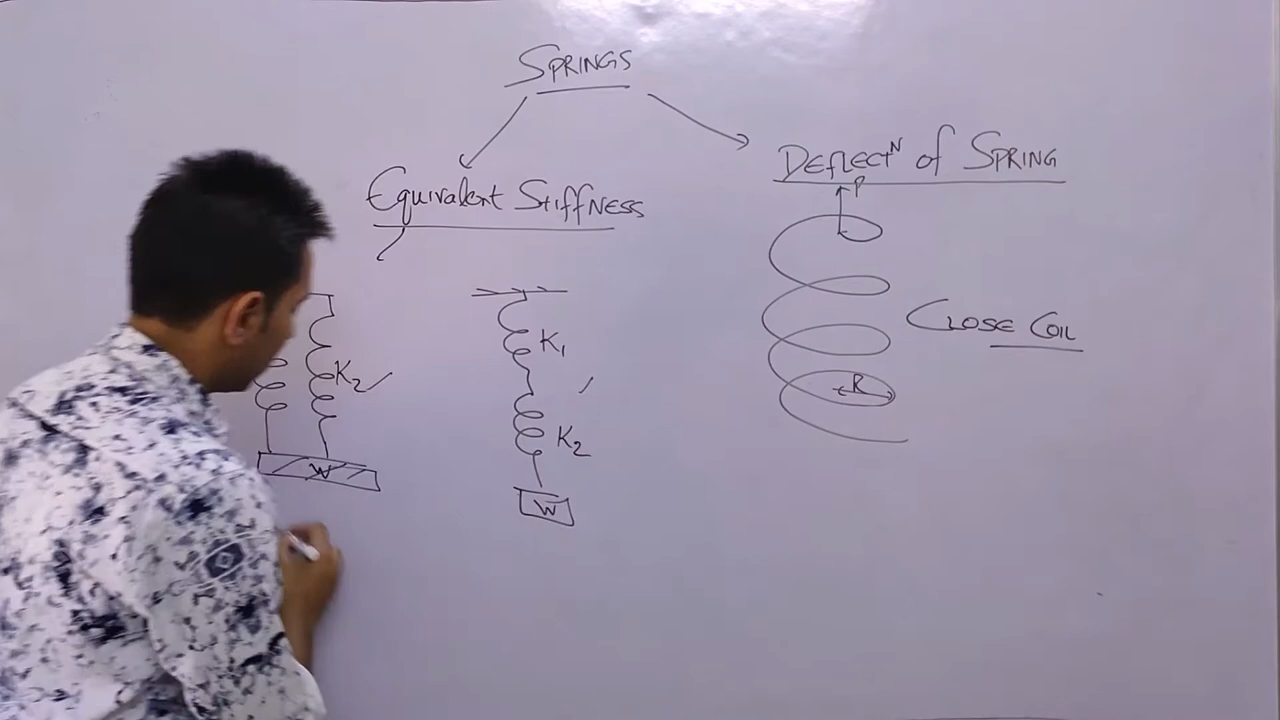 SPRINGS
Equivalent Stiffness
Deflectᴺ of SPRING
P
K₂
W
K₁
K₂
W
R
Close Coil